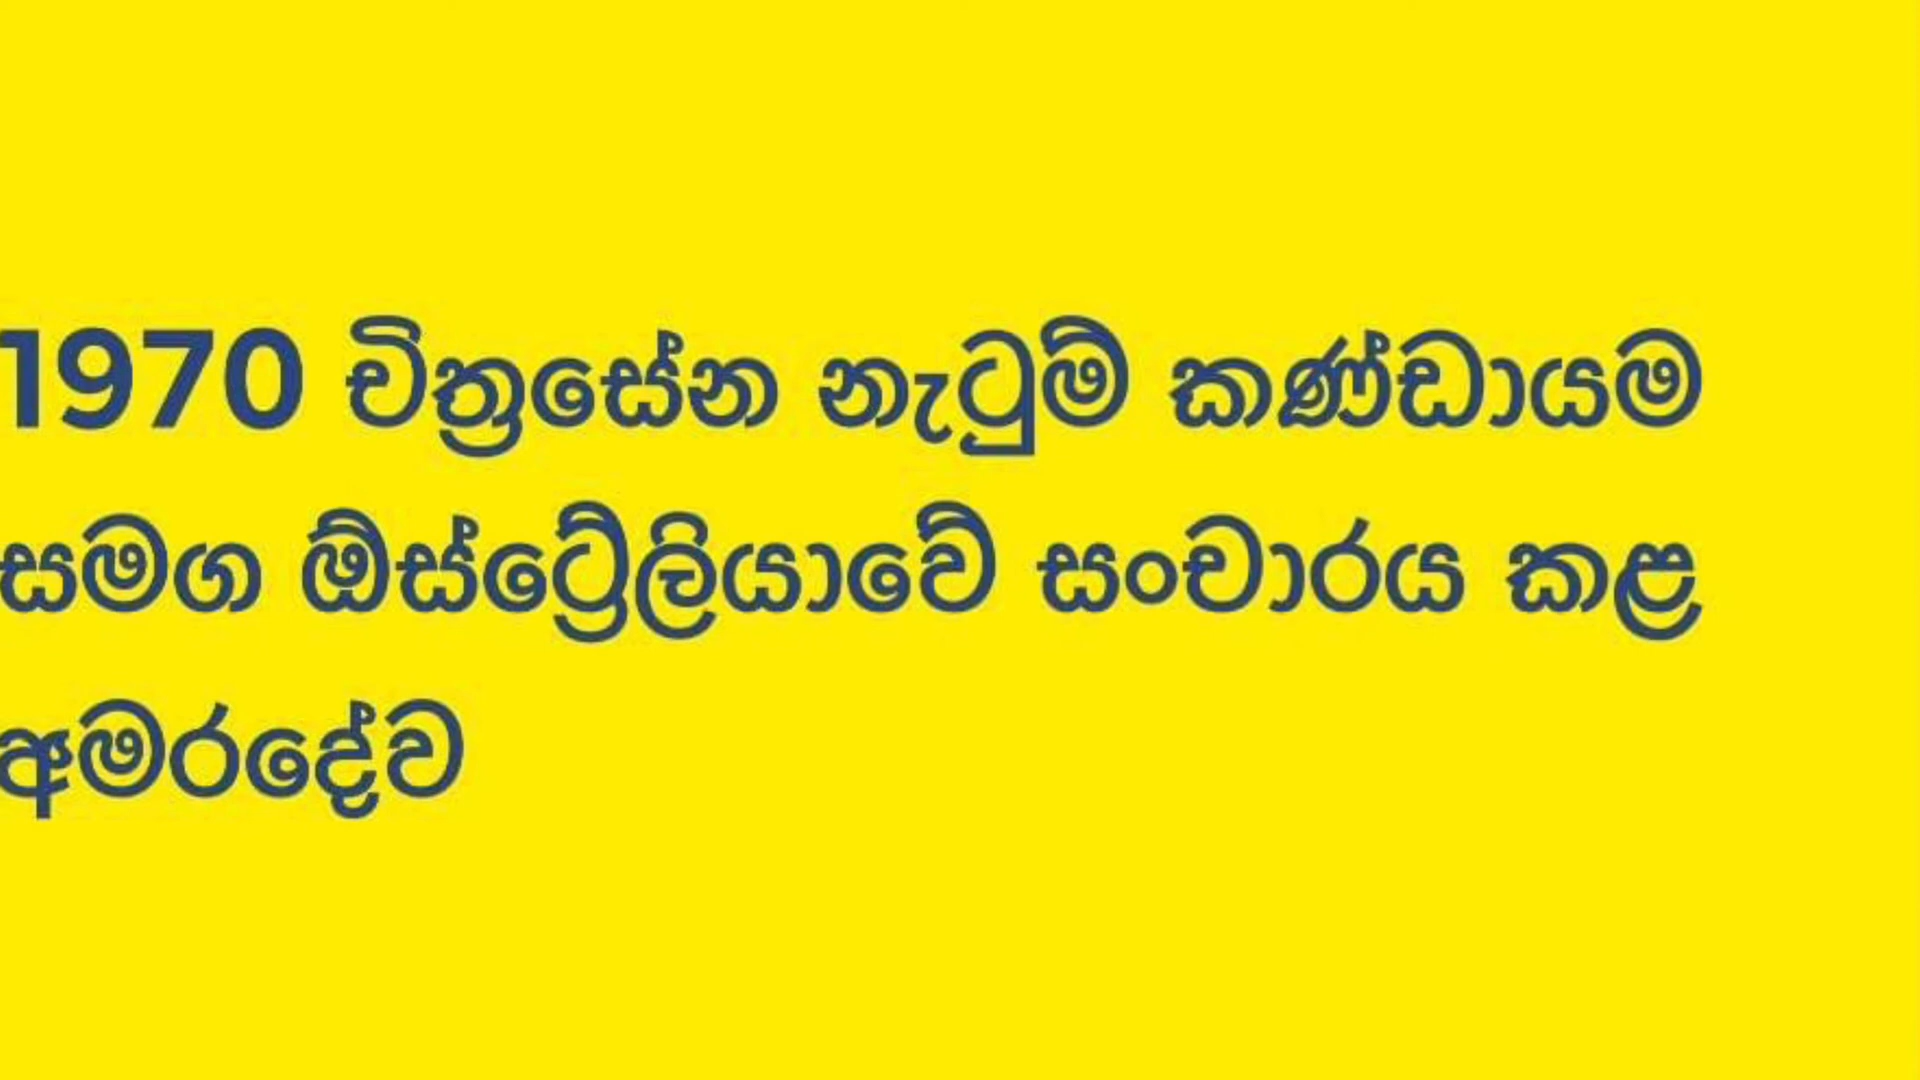 1970 චිත්‍රසේන නැටුම් කණ්ඩායම
සමග ඕස්ට්‍රේලියාවේ සංචාරය කළ
අමරදේව